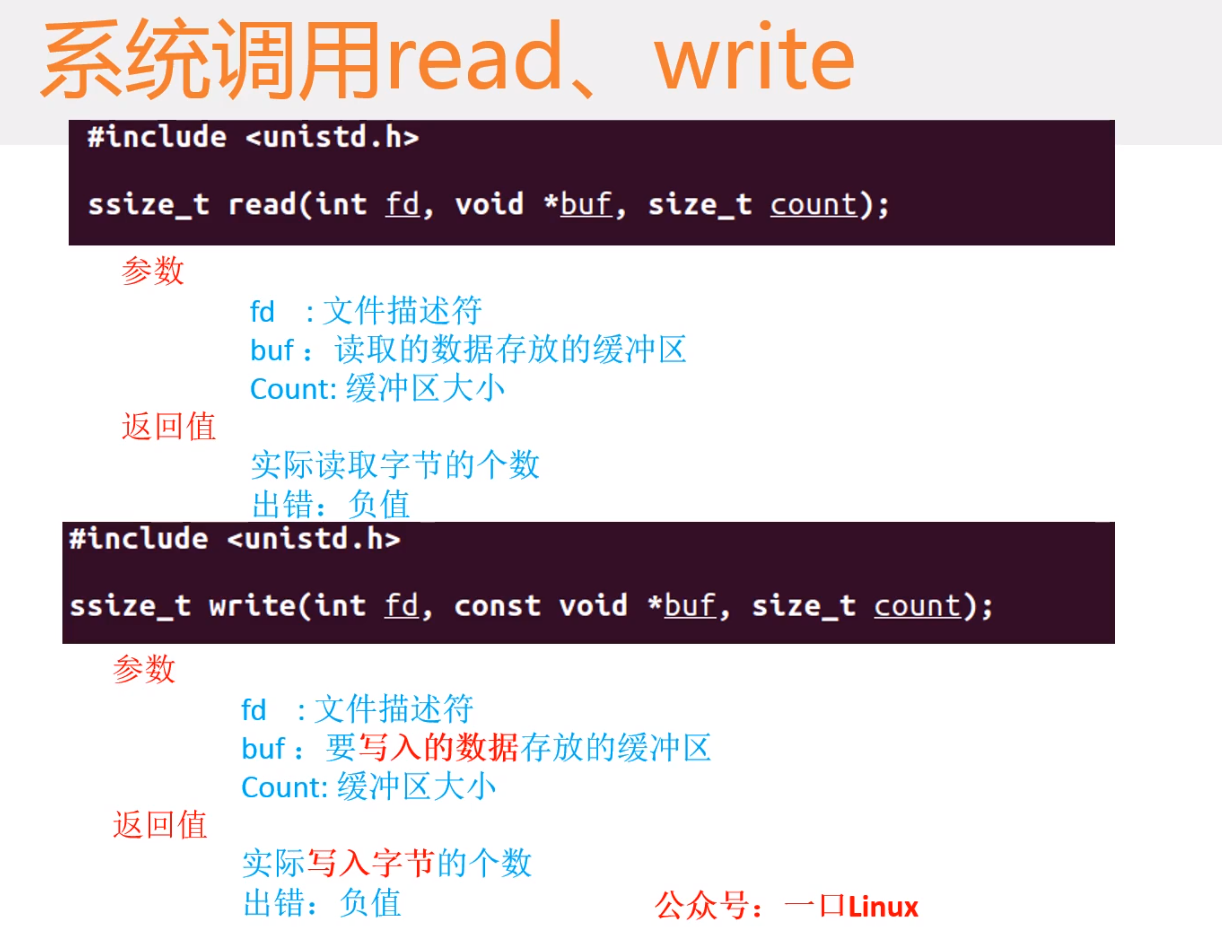 系统调用read、write
#include <unistd.h>
ssize_t read(int fd, void *buf, size_t count);
参数
fd : 文件描述符
buf： 读取的数据存放的缓冲区
Count: 缓冲区大小
返回值
实际读取字节的个数
出错：负值
#include <unistd.h>
ssize_t write(int fd, const void *buf, size_t count);
参数
fd : 文件描述符
buf： 要写入的数据存放的缓冲区
Count: 缓冲区大小
返回值
实际写入字节的个数
出错：负值
公众号：一口Linux